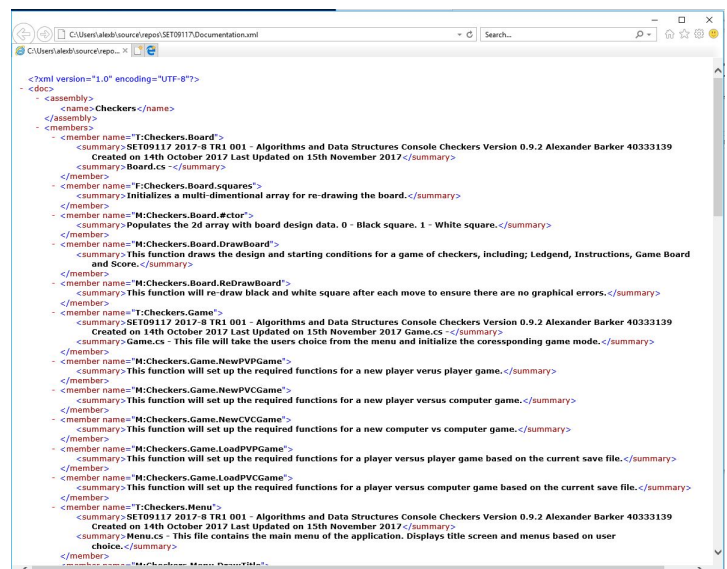 C:\Users\alexb\source\repos\SET09117\Documentation.xml
Search...
C:\Users\alexb\source\repo...
<?xml version="1.0" encoding="UTF-8"?>
- <doc>
- <assembly>
<name>Checkers</name>
</assembly>
- <members>
- <member name="T:Checkers.Board">
<summary>SET09117 2017-8 TR1 001 - Algorithms and Data Structures Console Checkers Version 0.9.2 Alexander Barker 40333139
Created on 14th October 2017 Last Updated on 15th November 2017</summary>
<summary>Board.cs -</summary>
</member>
- <member name="F:Checkers.Board.squares">
<summary>Initializes a multi-dimentional array for re-drawing the board.</summary>
</member>
- <member name="M:Checkers.Board.#ctor">
<summary>Populates the 2d array with board design data. 0 - Black square. 1 - White square.</summary>
</member>
- <member name="M:Checkers.Board.DrawBoard">
<summary>This function draws the design and starting conditions for a game of checkers, including; Ledgend, Instructions, Game Board
and Score.</summary>
</member>
- <member name="M:Checkers.Board.ReDrawBoard">
<summary>This function will re-draw black and white square after each move to ensure there are no graphical errors.</summary>
</member>
- <member name="T:Checkers.Game">
<summary>SET09117 2017-8 TR1 001 - Algorithms and Data Structures Console Checkers Version 0.9.2 Alexander Barker 40333139
Created on 14th October 2017 Last Updated on 15th November 2017 Game.cs -</summary>
<summary>Game.cs - This file will take the users choice from the menu and initialize the coressponding game mode.</summary>
</member>
- <member name="M:Checkers.Game.NewPVPGame">
<summary>This function will set up the required functions for a new player verus player game.</summary>
</member>
- <member name="M:Checkers.Game.NewPVCGame">
<summary>This function will set up the required functions for a new player versus computer game.</summary>
</member>
- <member name="M:Checkers.Game.NewCVCGame">
<summary>This function will set up the required functions for a new computer vs computer game.</summary>
</member>
- <member name="M:Checkers.Game.LoadPVPGame">
<summary>This function will set up the required functions for a player versus player game based on the current save file.</summary>
</member>
- <member name="M:Checkers.Game.LoadPVCGame">
<summary>This function will set up the required functions for a player versus computer game based on the current save file.</summary>
</member>
- <member name="T:Checkers.Menu">
<summary>SET09117 2017-8 TR1 001 - Algorithms and Data Structures Console Checkers Version 0.9.2 Alexander Barker 40333139
Created on 14th October 2017 Last Updated on 15th November 2017</summary>
<summary>Menu.cs - This file contains the main menu of the application. Displays title screen and menus based on user
choice.</summary>
</member>
- <member name="M:Checkers.Menu.DrawTitle">